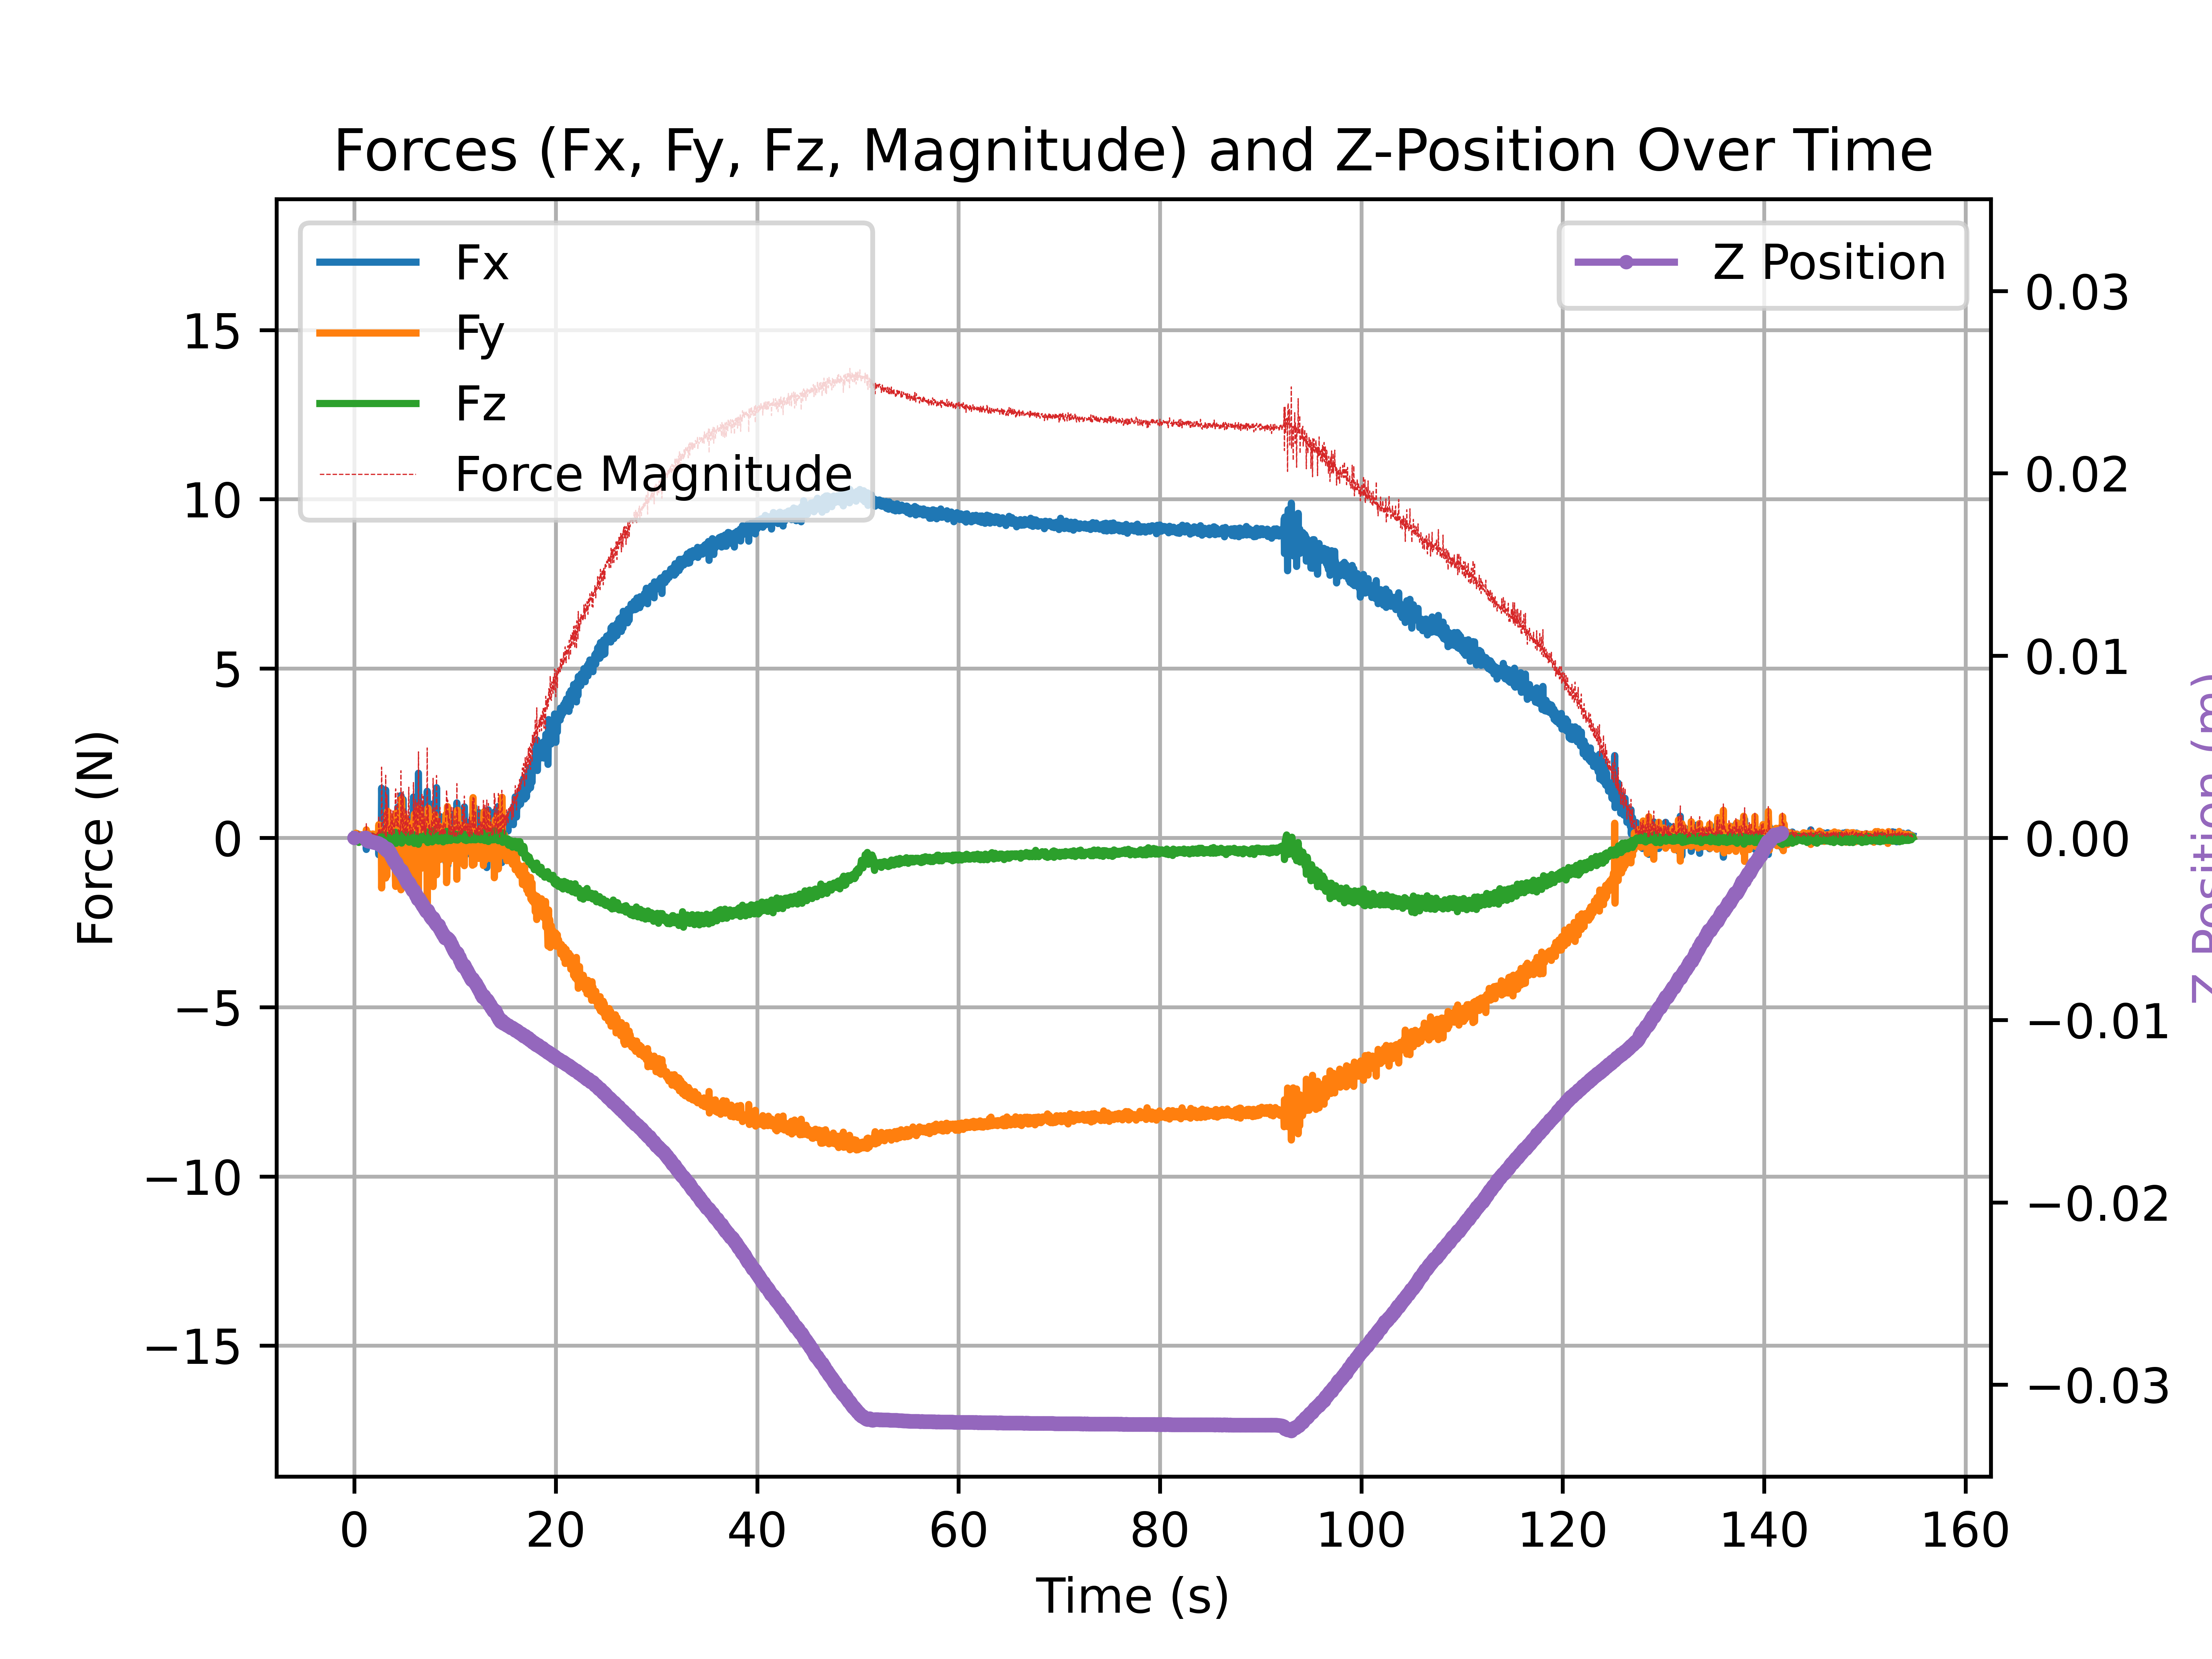 Forces (Fx, Fy, Fz, Magnitude) and Z-Position Over Time
Fx
Fy
Fz
Force Magnitude
Z Position
Force (N)
15
10
5
0
−5
−10
−15
0.03
0.02
0.01
0.00
−0.01
−0.02
−0.03
Z Position (m)
0
20
40
60
80
100
120
140
160
Time (s)